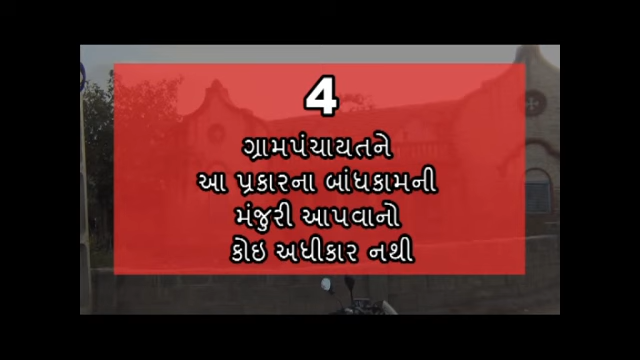 4
ગ્રામપંચાયતને
આ પ્રકારના બાંધકામની
મંજુરી આપવાનો
કોઇ અધીકાર નથી